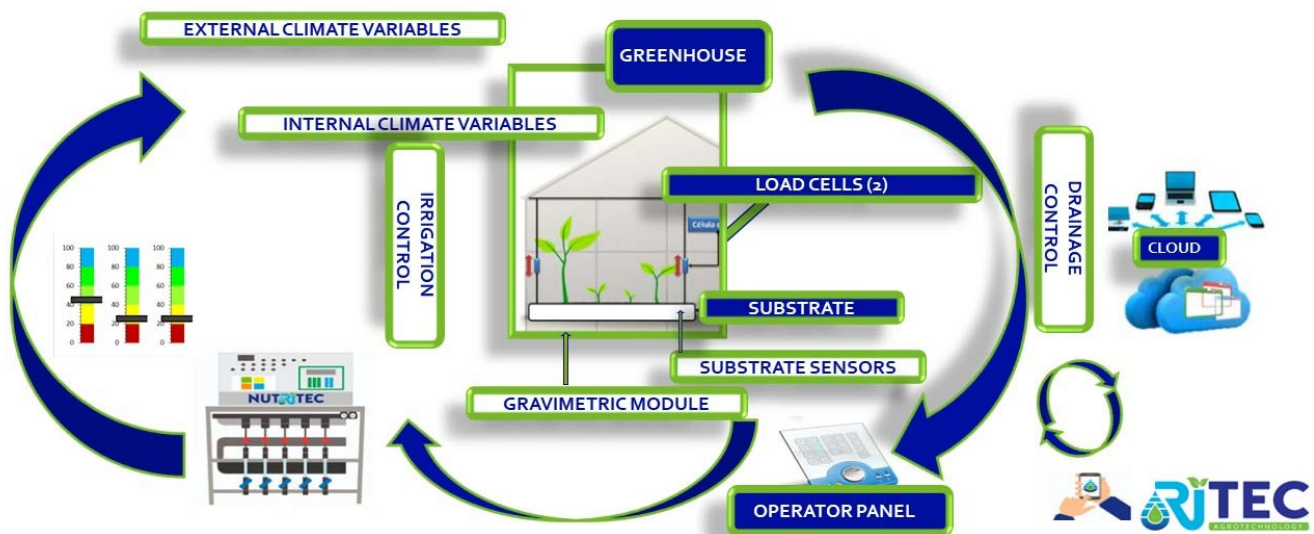 EXTERNAL CLIMATE VARIABLES
GREENHOUSE
INTERNAL CLIMATE VARIABLES
IRRIGATION
CONTROL
LOAD CELLS (2)
Célula
DRAINAGE
CONTROL
CLOUD
100
80
60
40
20
0
100
80
60
40
20
0
100
80
60
40
20
0
SUBSTRATE
SUBSTRATE SENSORS
GRAVIMETRIC MODULE
NUTRITEC
OPERATOR PANEL
RITEC
AGROTECHNOLOGY